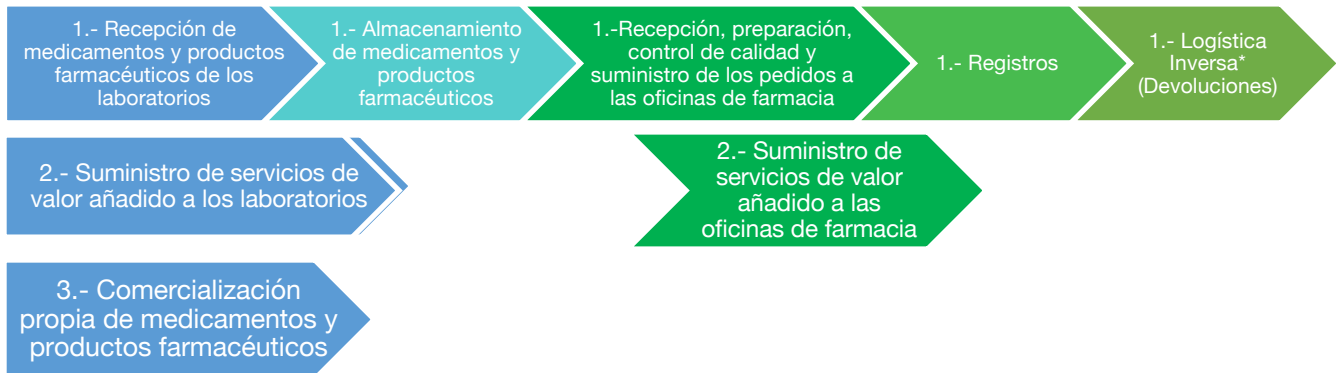 1.- Recepción de
medicamentos y productos
farmacéuticos de los
laboratorios
1.- Almacenamiento
de medicamentos y
productos
farmacéuticos
1.-Recepción, preparación,
control de calidad y
suministro de los pedidos a
las oficinas de farmacia
1.- Registros
1.- Logística
Inversa*
(Devoluciones)
2.- Suministro de servicios de
valor añadido a los laboratorios
2.- Suministro de
servicios de valor
añadido a las
oficinas de farmacia
3.- Comercialización
propia de medicamentos y
productos farmacéuticos